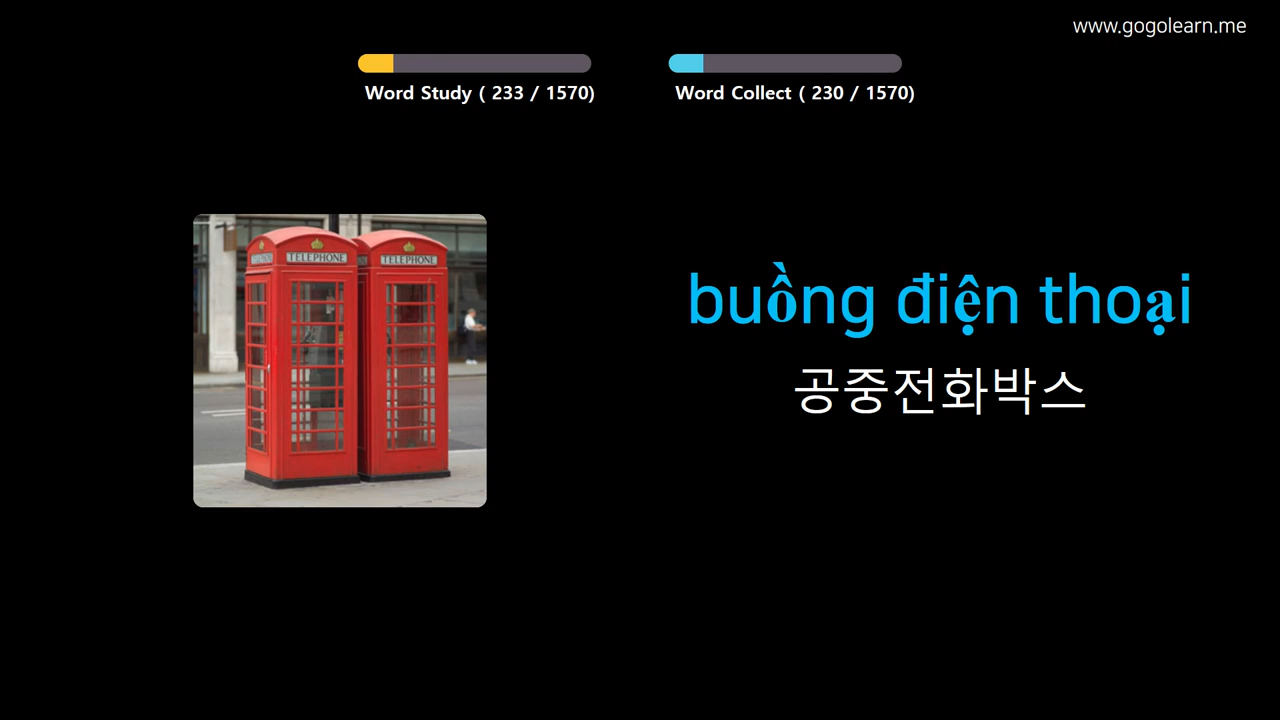 www.gogolearn.me
Word Study ( 233 / 1570)
Word Collect ( 230 / 1570)
TELEPHONE
TELEPHONE
buồng điện thoại
공중전화박스